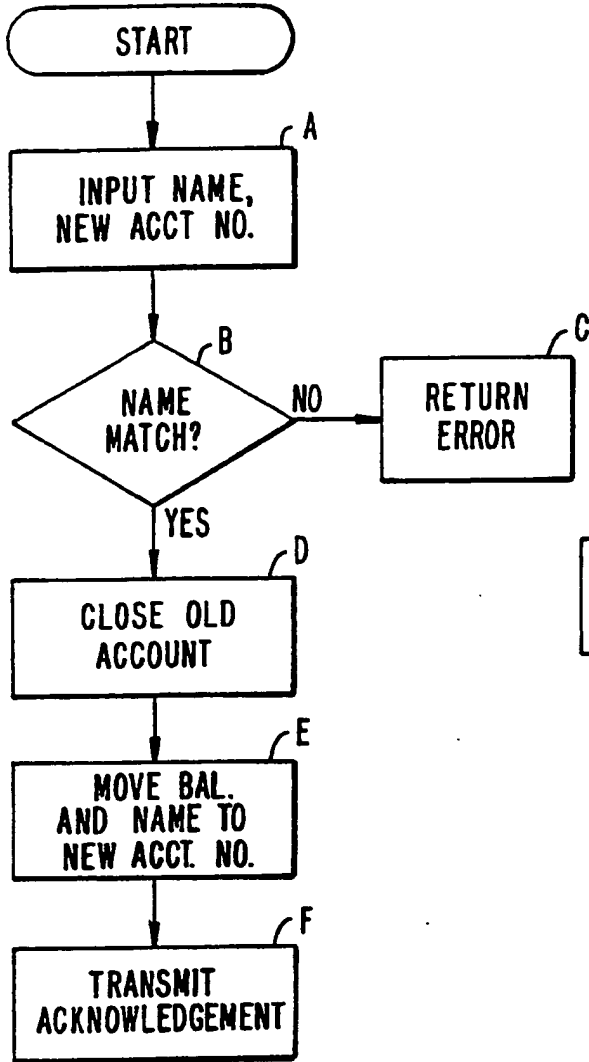 START
A
INPUT NAME,
NEW ACCT NO.
B
NAME
MATCH?
NO
C
RETURN
ERROR
YES
D
CLOSE OLD
ACCOUNT
E
MOVE BAL.
AND NAME TO
NEW ACCT. NO.
F
TRANSMIT
ACKNOWLEDGEMENT